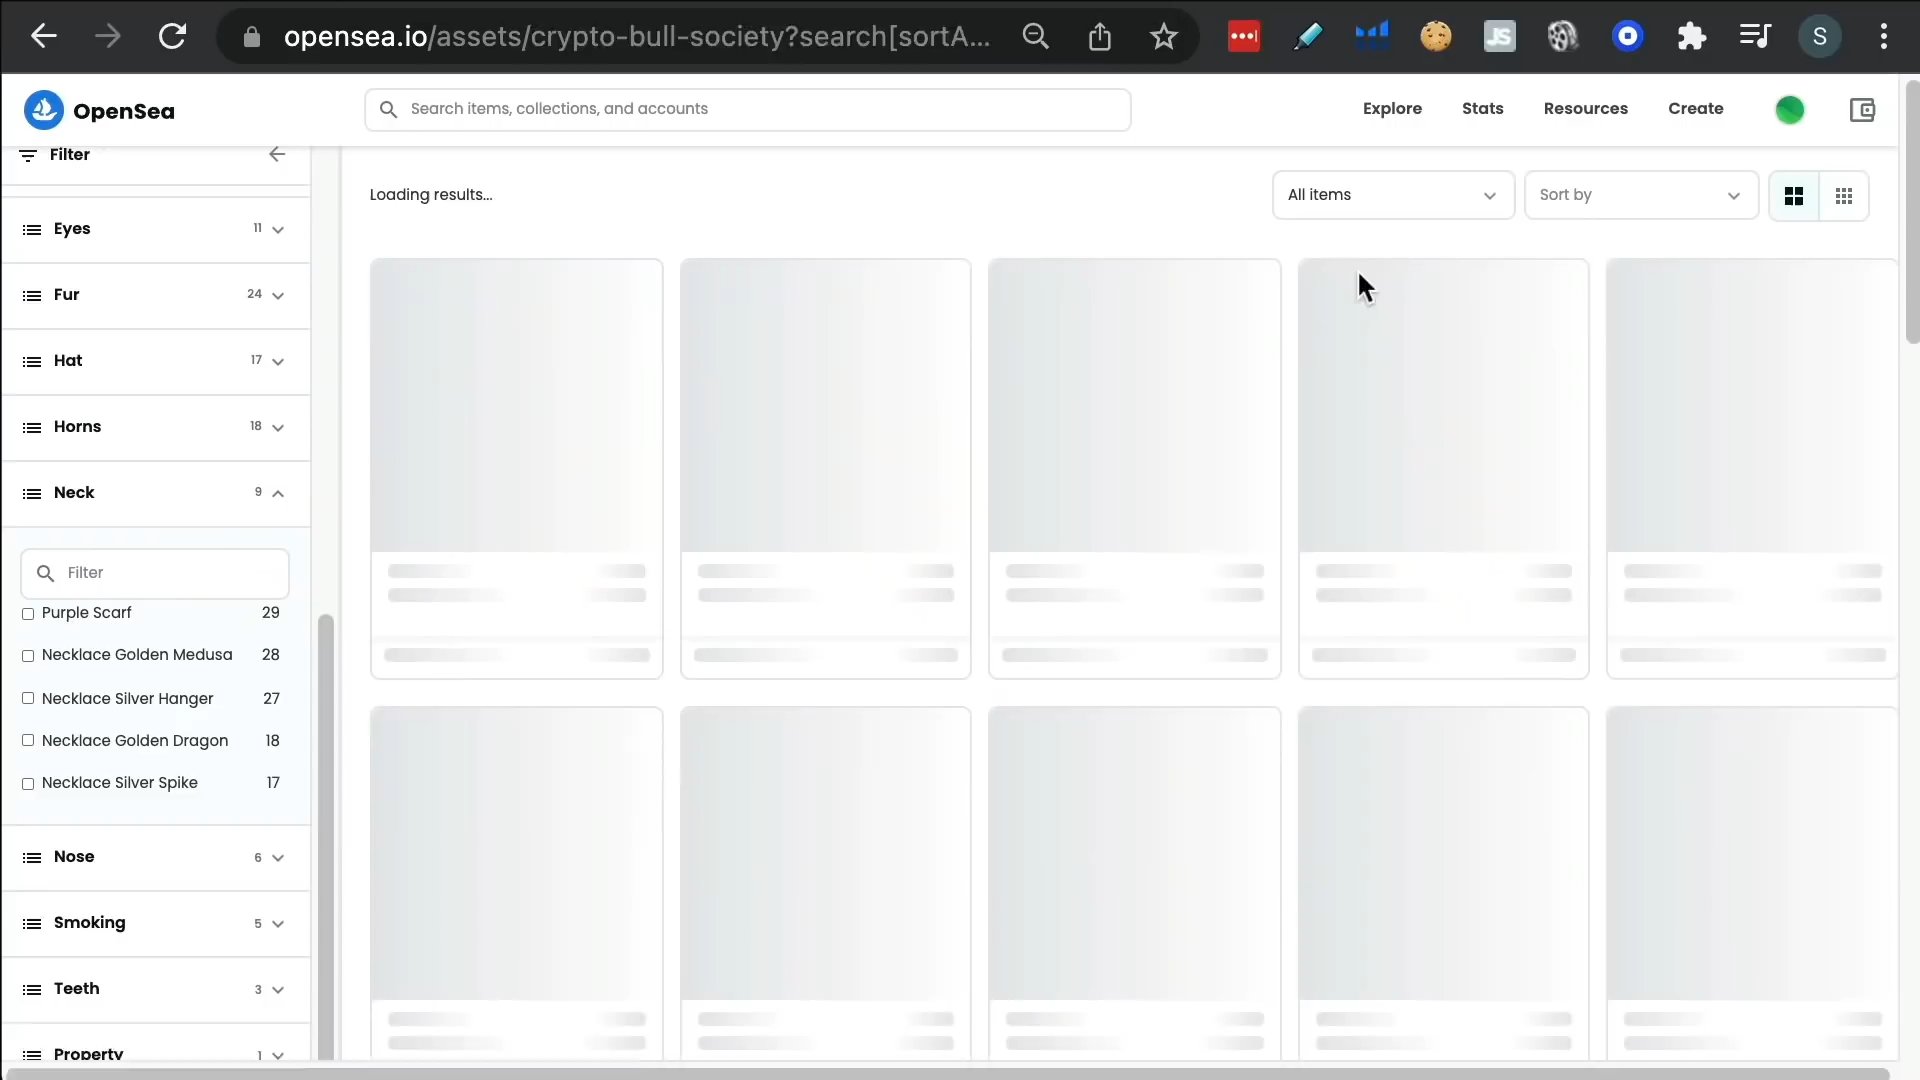 opensea.io/assets/crypto-bull-society?search[sortA...
JS
S
OpenSea
Search items, collections, and accounts
Explore
Stats
Resources
Create
Filter
Loading results...
All items
Sort by
Eyes 11
Fur 24
Hat 17
Horns 18
Neck 9
Filter
Purple Scarf 29
Necklace Golden Medusa 28
Necklace Silver Hanger 27
Necklace Golden Dragon 18
Necklace Silver Spike 17
Nose 6
Smoking 5
Teeth 3
Property 1